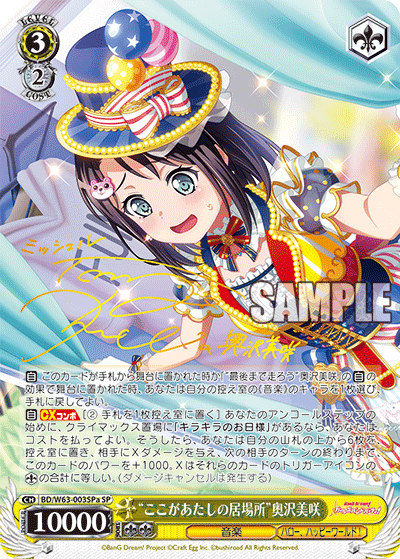 LEVEL
3
2
COST
ミッシェル
FUN
SAMPLE
奥沢美咲
自 このカードが手札から舞台に置かれた時か“最後まで走ろう”奥沢美咲”の
効果で舞台に置かれた時、あなたは自分の控え室の《音楽》のキャラを1枚選び、
手札に戻してよい。
自 CXコンボ [② 手札を1枚控え室に置く] あなたのアンコールステップの
始めに、クライマックス置場に「キラキラのお日様」があるなら、あなたは
コストを払ってよい。そうしたら、あなたは自分の山札の上から6枚
を、控え室に置き、相手にXダメージを与え、次の相手のターンの終わりまで、
このカードのパワーを+1000。Xはそれらのカードのトリガーアイコンの
の合計に等しい。(ダメージキャンセルは発生する)
CH BD/W63-003SPa SP
“ここがあたしの居場所”奥沢美咲
BanG Dream!
10000
音楽
ハロー、ハッピーワールド!
©BanG Dream! Project ©Craft Egg Inc. ©bushiroad All Rights Reserved.